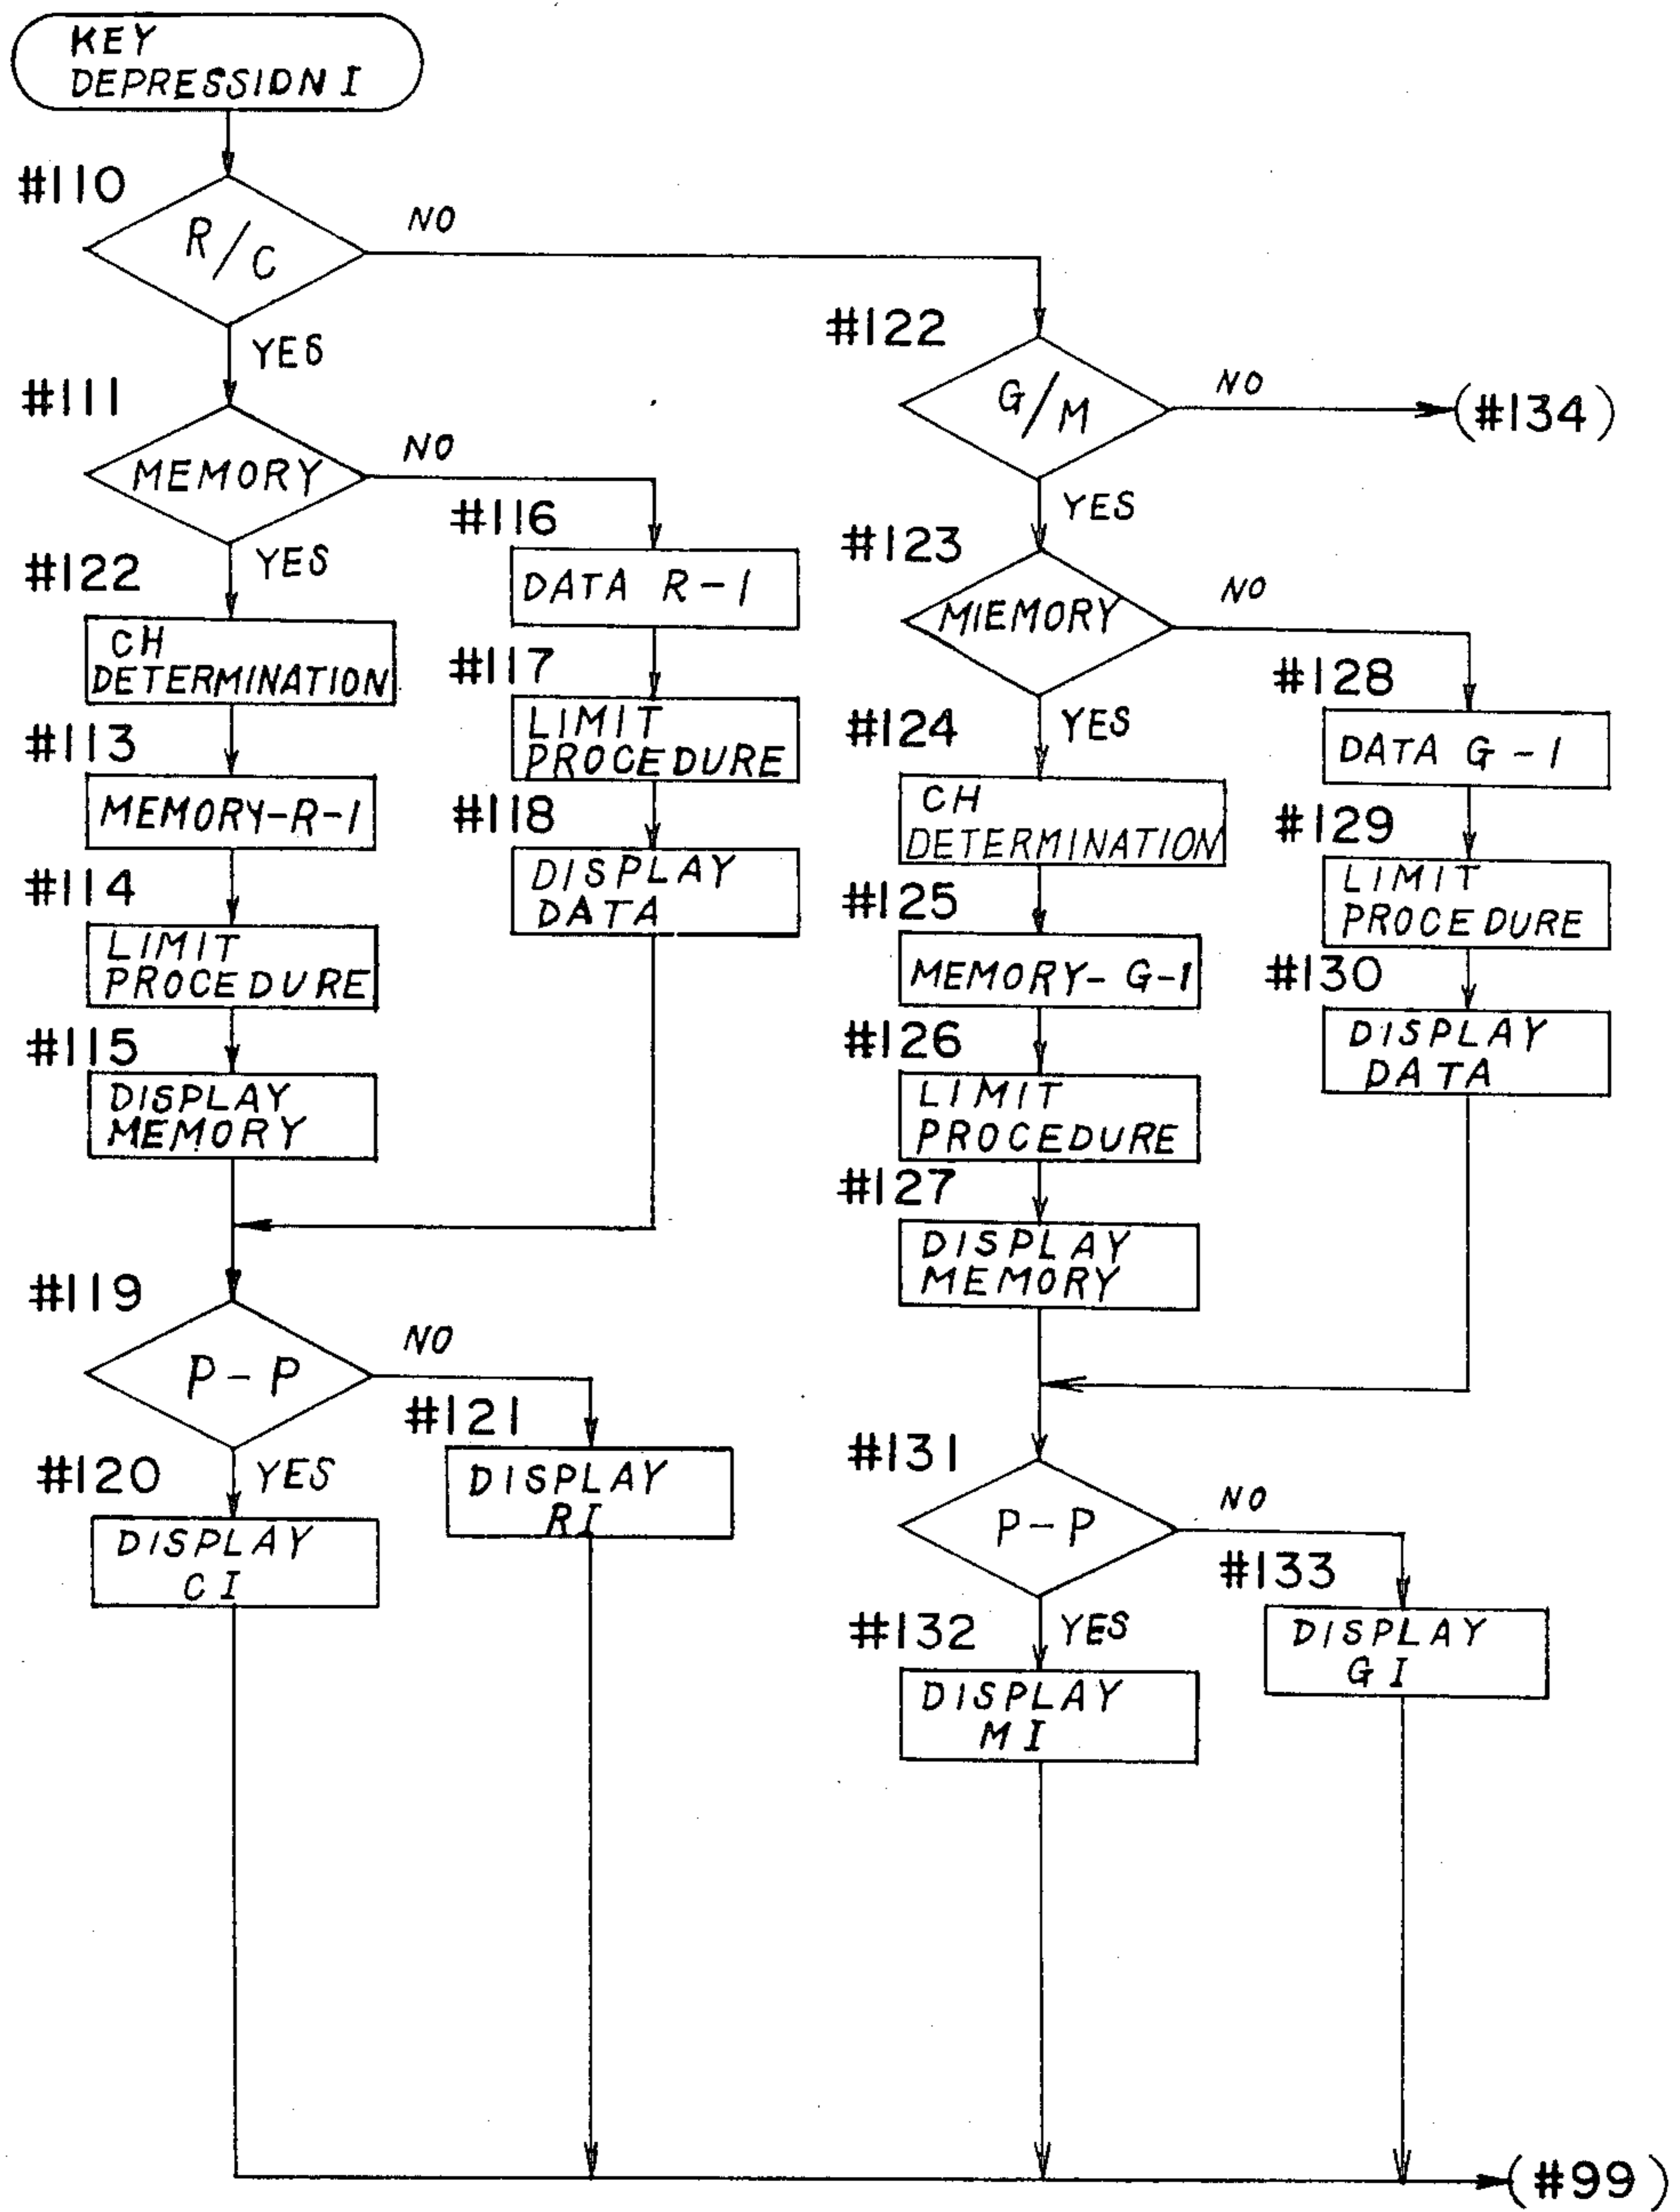 KEY
DEPRESSION I
#110
R/C
NO
YES
#111
MEMORY
NO
YES
#122
CH
DETERMINATION
#113
MEMORY-R-1
#114
LIMIT
PROCEDURE
#115
DISPLAY
MEMORY
#116
DATA R-1
#117
LIMIT
PROCEDURE
#118
DISPLAY
DATA
#119
P-P
NO
YES
#120
DISPLAY
CI
#121
DISPLAY
RI
#122
G/M
NO
(#134)
YES
#123
MIEMORY
NO
YES
#124
CH
DETERMINATION
#125
MEMORY-G-1
#126
LIMIT
PROCEDURE
#127
DISPLAY
MEMORY
#128
DATA G-1
#129
LIMIT
PROCEDURE
#130
DISPLAY
DATA
#131
P-P
NO
YES
#132
DISPLAY
MI
#133
DISPLAY
GI
(#99)